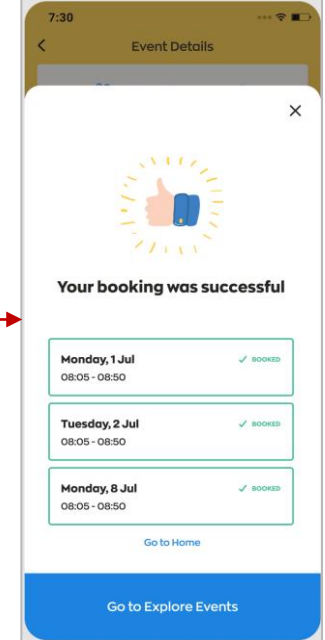 7:30
Event Details
Your booking was successful
Monday, 1 Jul
✓ BOOKED
08:05 - 08:50
Tuesday, 2 Jul
✓ BOOKED
08:05 - 08:50
Monday, 8 Jul
✓ BOOKED
08:05 - 08:50
Go to Home
Go to Explore Events